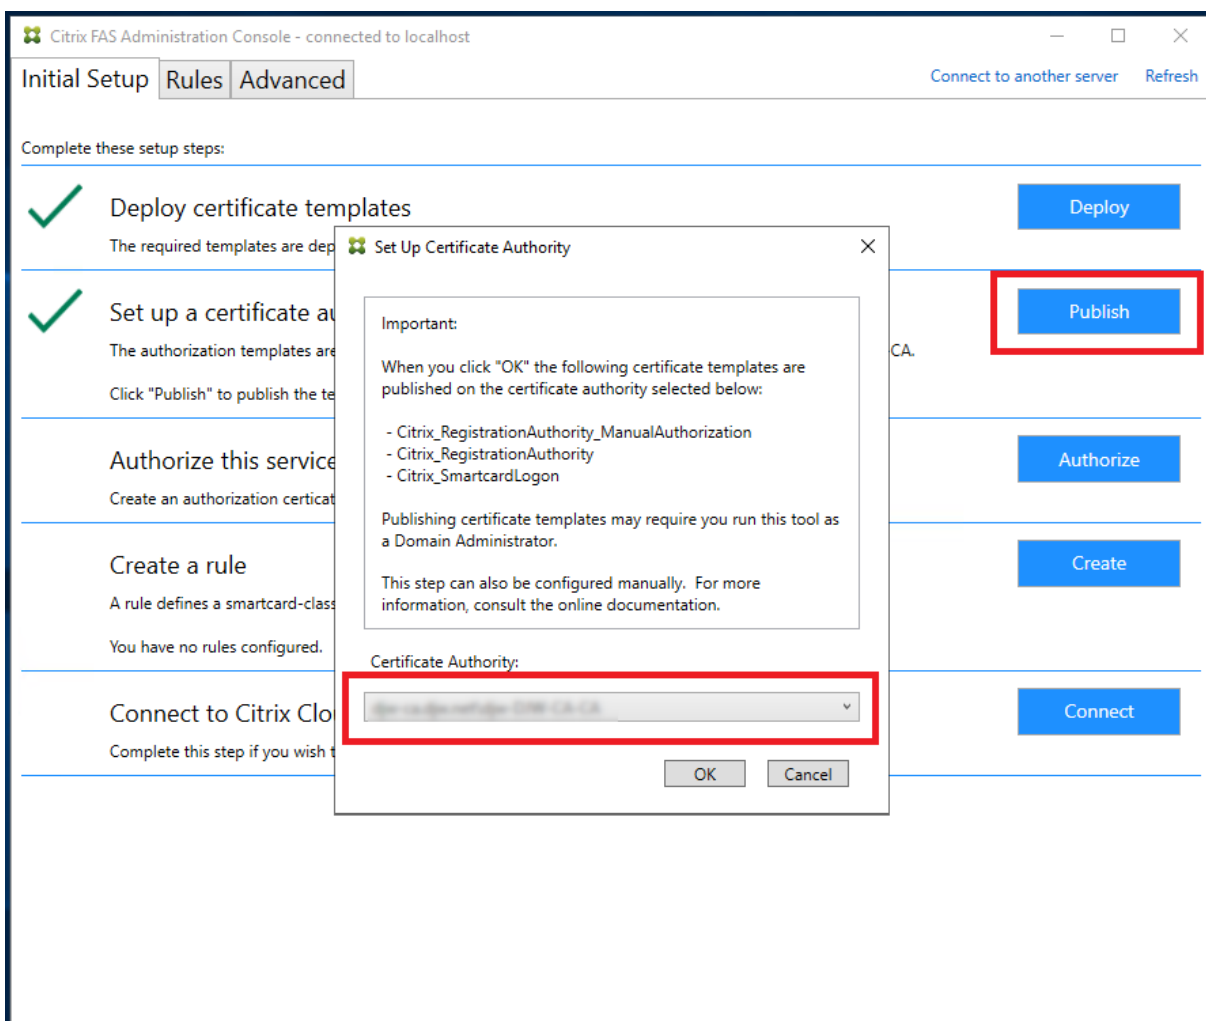 Citrix FAS Administration Console - connected to localhost
Initial Setup Rules Advanced
Connect to another server Refresh
Complete these setup steps:
Deploy certificate templates
Deploy
The required templates are dep
Set Up Certificate Authority
Set up a certificate au
Publish
The authorization templates are
CA.
Click "Publish" to publish the te
Authorize this service
Authorize
Create an authorization certicat
Create a rule
Create
A rule defines a smartcard-class
You have no rules configured.
Connect to Citrix Clou
Connect
Complete this step if you wish t
Important:
When you click "OK" the following certificate templates are
published on the certificate authority selected below:
- Citrix_RegistrationAuthority_ManualAuthorization
- Citrix_RegistrationAuthority
- Citrix_SmartcardLogon
Publishing certificate templates may require you run this tool as
a Domain Administrator.
This step can also be configured manually. For more
information, consult the online documentation.
Certificate Authority:
OK Cancel